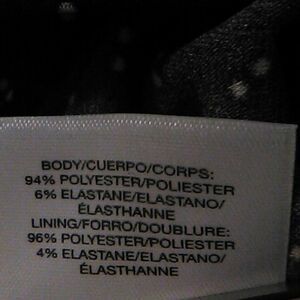 BODY/CUERPO/CORPS:
94% POLYESTER/POLIESTER
6% ELASTANE/ELASTANO/
ÉLASTHANNE
LINING/FORRO/DOUBLURE:
96% POLYESTER/POLIESTER
4% ELASTANE/ELASTANO/
ÉLASTHANNE